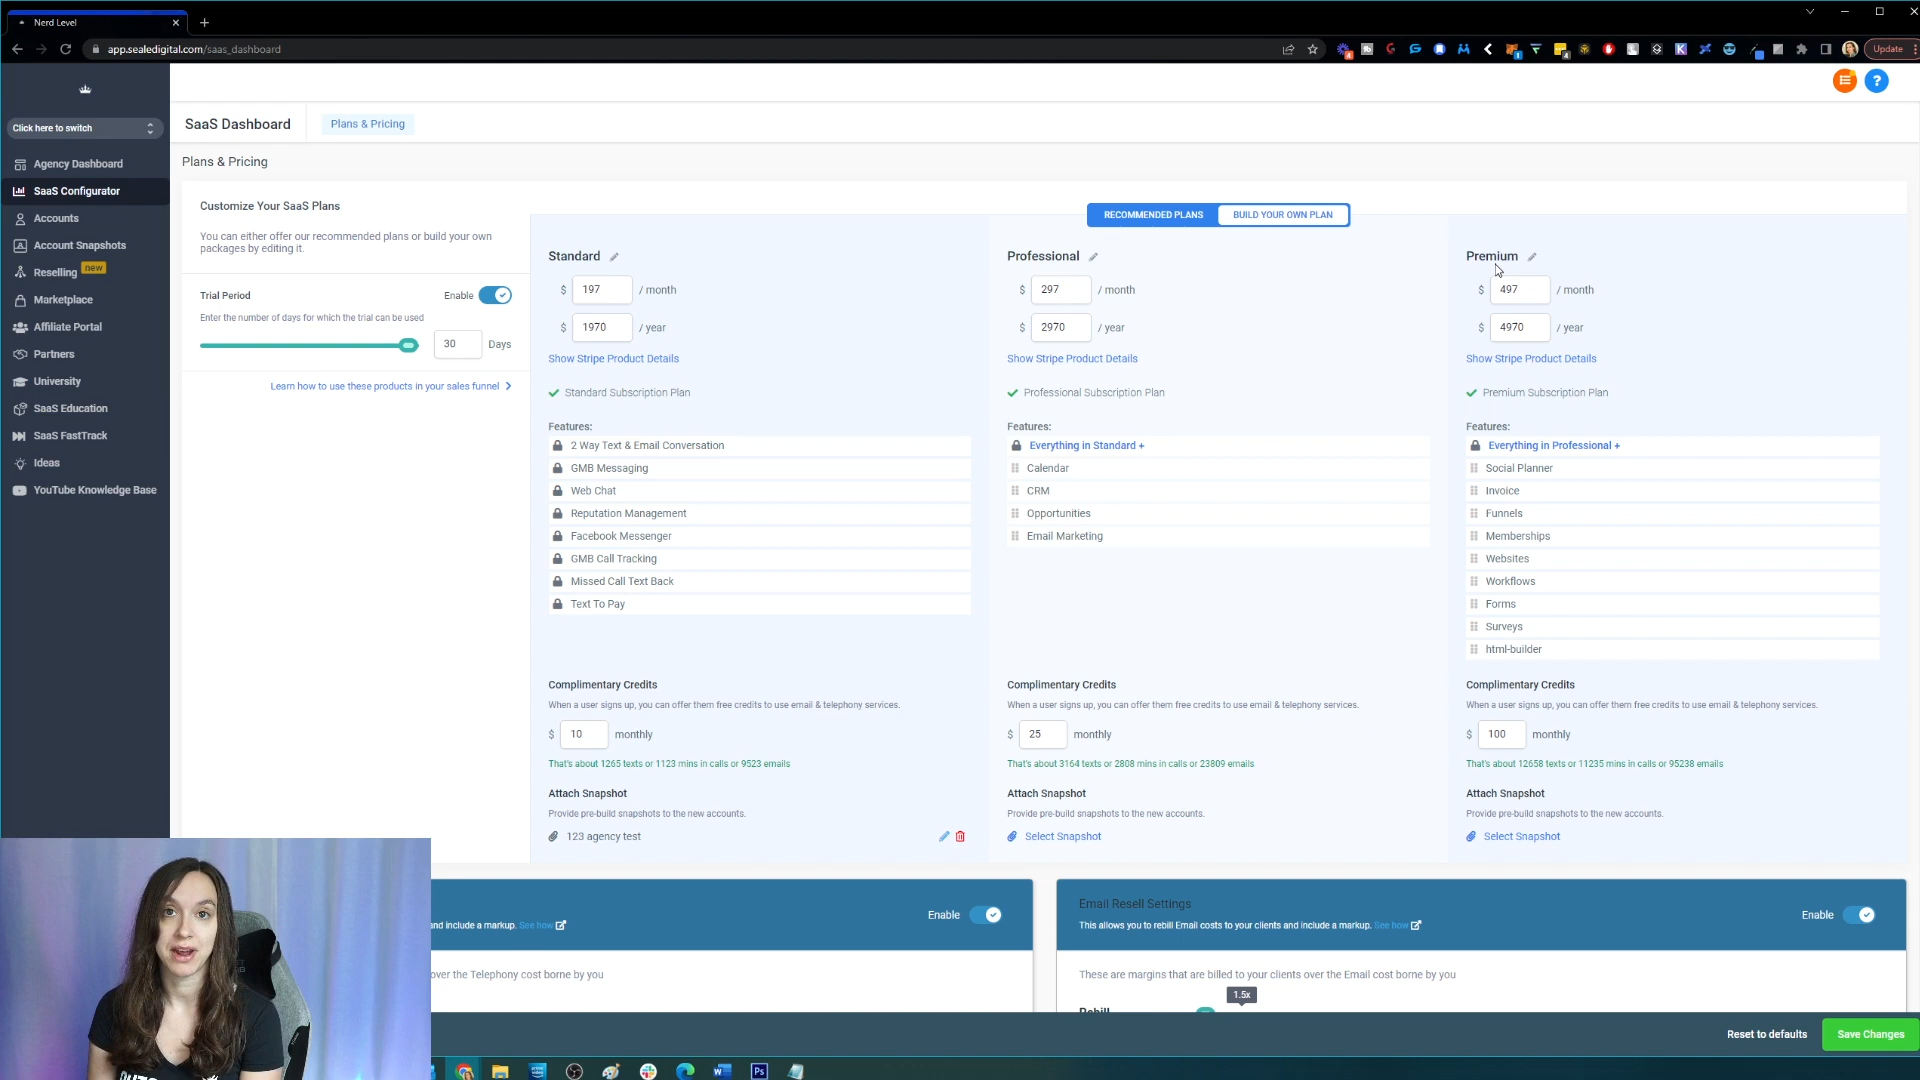 Nerd Level
app.sealedigital.com/saas_dashboard
Update
Click here to switch
Agency Dashboard
SaaS Configurator
Accounts
Account Snapshots
Reselling new
Marketplace
Affiliate Portal
Partners
University
SaaS Education
SaaS FastTrack
Ideas
YouTube Knowledge Base
SaaS Dashboard
Plans & Pricing
Plans & Pricing
Customize Your SaaS Plans
You can either offer our recommended plans or build your own
packages by editing it.
Trial Period
Enable
Enter the number of days for which the trial can be used
30 Days
Learn how to use these products in your sales funnel
RECOMMENDED PLANS
BUILD YOUR OWN PLAN
Standard
$ 197 / month
$ 1970 / year
Show Stripe Product Details
Standard Subscription Plan
Features:
2 Way Text & Email Conversation
GMB Messaging
Web Chat
Reputation Management
Facebook Messenger
GMB Call Tracking
Missed Call Text Back
Text To Pay
Complimentary Credits
When a user signs up, you can offer them free credits to use email & telephony services.
$ 10 monthly
That's about 1265 texts or 1123 mins in calls or 9523 emails
Attach Snapshot
Provide pre-build snapshots to the new accounts.
123 agency test
Professional
$ 297 / month
$ 2970 / year
Show Stripe Product Details
Professional Subscription Plan
Features:
Everything in Standard +
Calendar
CRM
Opportunities
Email Marketing
Complimentary Credits
When a user signs up, you can offer them free credits to use email & telephony services.
$ 25 monthly
That's about 3164 texts or 2808 mins in calls or 23809 emails
Attach Snapshot
Provide pre-build snapshots to the new accounts.
Select Snapshot
Premium
$ 497 / month
$ 4970 / year
Show Stripe Product Details
Premium Subscription Plan
Features:
Everything in Professional +
Social Planner
Invoice
Funnels
Memberships
Websites
Workflows
Forms
Surveys
html-builder
Complimentary Credits
When a user signs up, you can offer them free credits to use email & telephony services.
$ 100 monthly
That's about 12658 texts or 11235 mins in calls or 95238 emails
Attach Snapshot
Provide pre-build snapshots to the new accounts.
Select Snapshot
and include a markup. See how
Enable
over the Telephony cost borne by you
Email Resell Settings
This allows you to rebill Email costs to your clients and include a markup. See how
Enable
These are margins that are billed to your clients over the Email cost borne by you
1.5x
Rebill
Reset to defaults
Save Changes